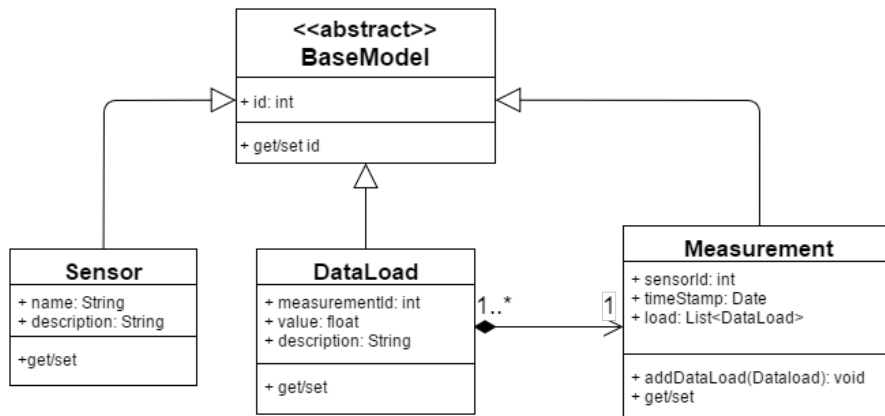 <<abstract>>
BaseModel
+ id: int
+ get/set id
Sensor
+ name: String
+ description: String
+get/set
DataLoad
+ measurementId: int
+ value: float
+ description: String
+ get/set
1..*
1
Measurement
+ sensorId: int
+ timeStamp: Date
+ load: List<DataLoad>
+ addDataLoad(Dataload): void
+ get/set